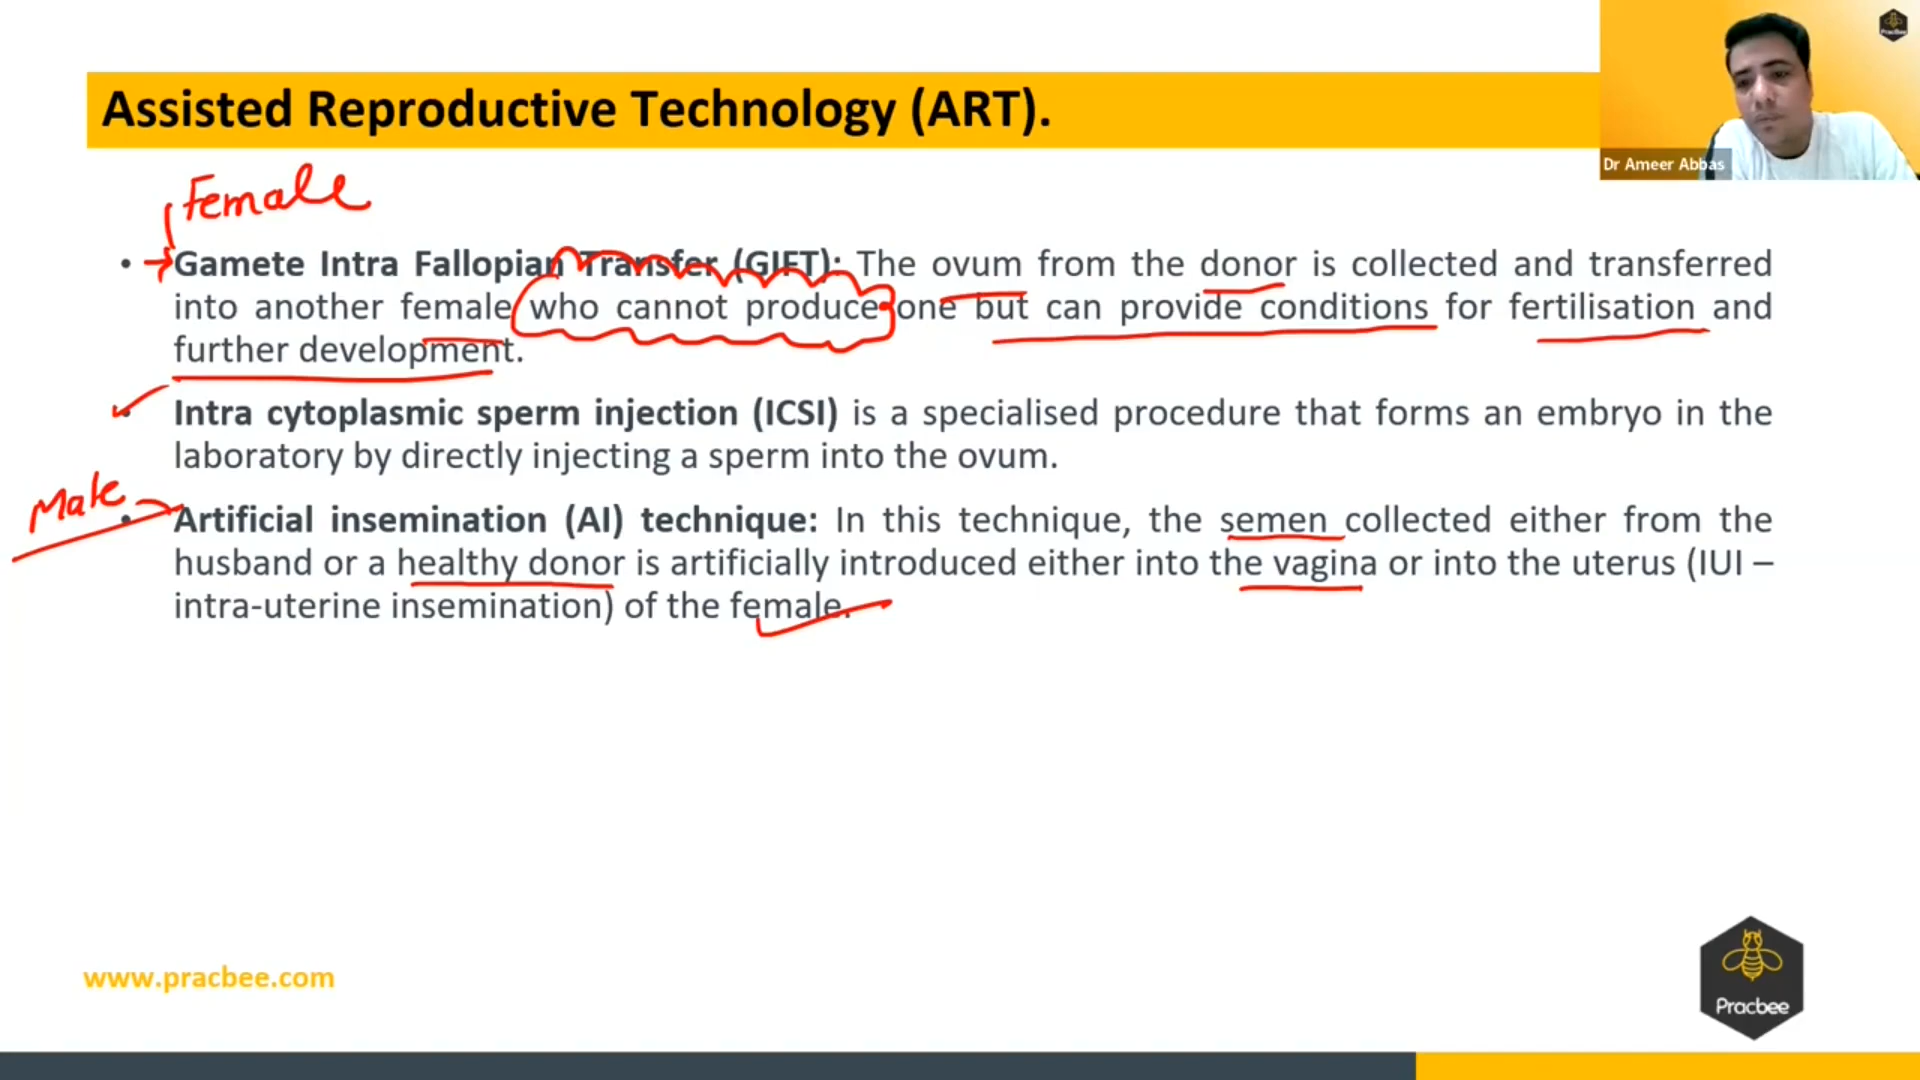 Assisted Reproductive Technology (ART).
PracBee
Dr Ameer Abbas
Female
• Gamete Intra Fallopian Transfer (GIFT): The ovum from the donor is collected and transferred
into another female who cannot produce one but can provide conditions for fertilisation and
further development.
• Intra cytoplasmic sperm injection (ICSI) is a specialised procedure that forms an embryo in the
laboratory by directly injecting a sperm into the ovum.
Male
• Artificial insemination (AI) technique: In this technique, the semen collected either from the
husband or a healthy donor is artificially introduced either into the vagina or into the uterus (IUI –
intra-uterine insemination) of the female.
www.pracbee.com
Pracbee